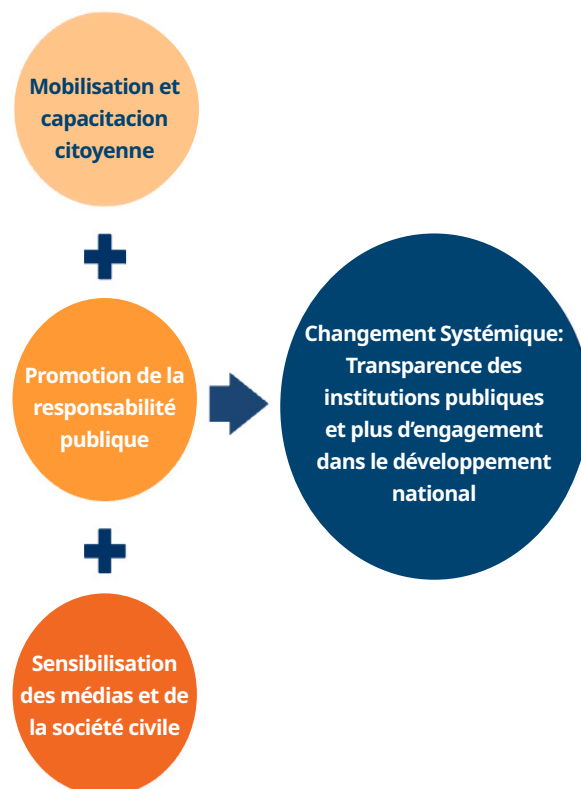 Mobilisation et
capacitacion
citoyenne
Promotion de la
responsabilité
publique
Sensibilisation
des médias et de
la société civile
Changement Systémique:
Transparence des
institutions publiques
et plus d’engagement
dans le développement
national